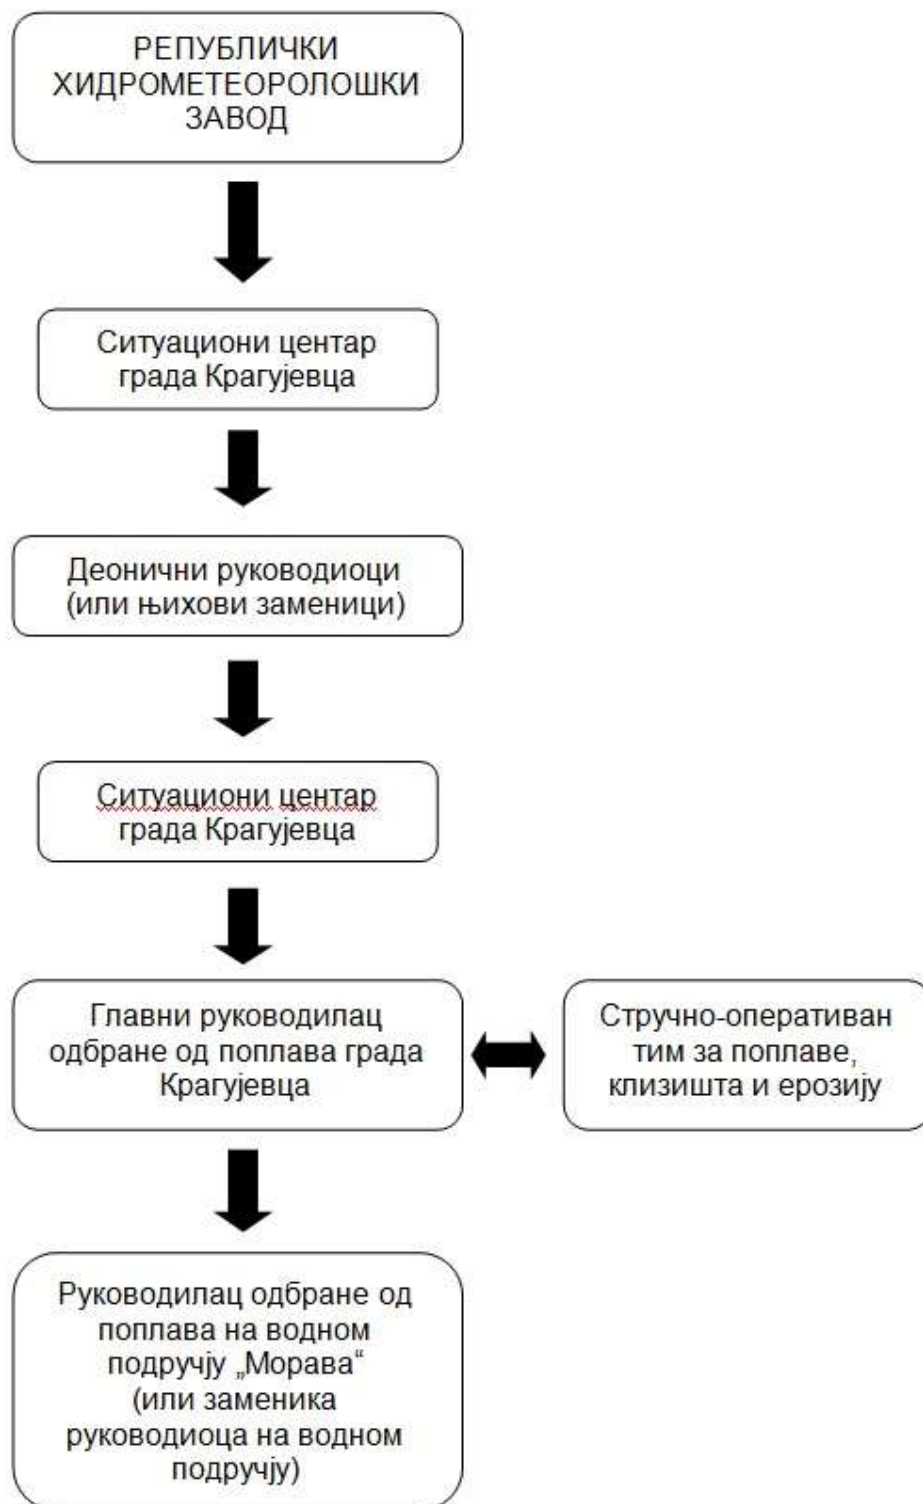 РЕПУБЛИЧКИ
ХИДРОМЕТЕОРОЛОШКИ
ЗАВОД
Ситуациони центар
града Крагујевца
Деонични руководиоци
(или њихови заменици)
Ситуациони центар
града Крагујевца
Главни руководилац
одбране од поплава града
Крагујевца
Стручно-оперативан
тим за поплаве,
клизишта и ерозију
Руководилац одбране од
поплава на водном
подручју „Морава“
(или заменика
руководиоца на водном
подручју)